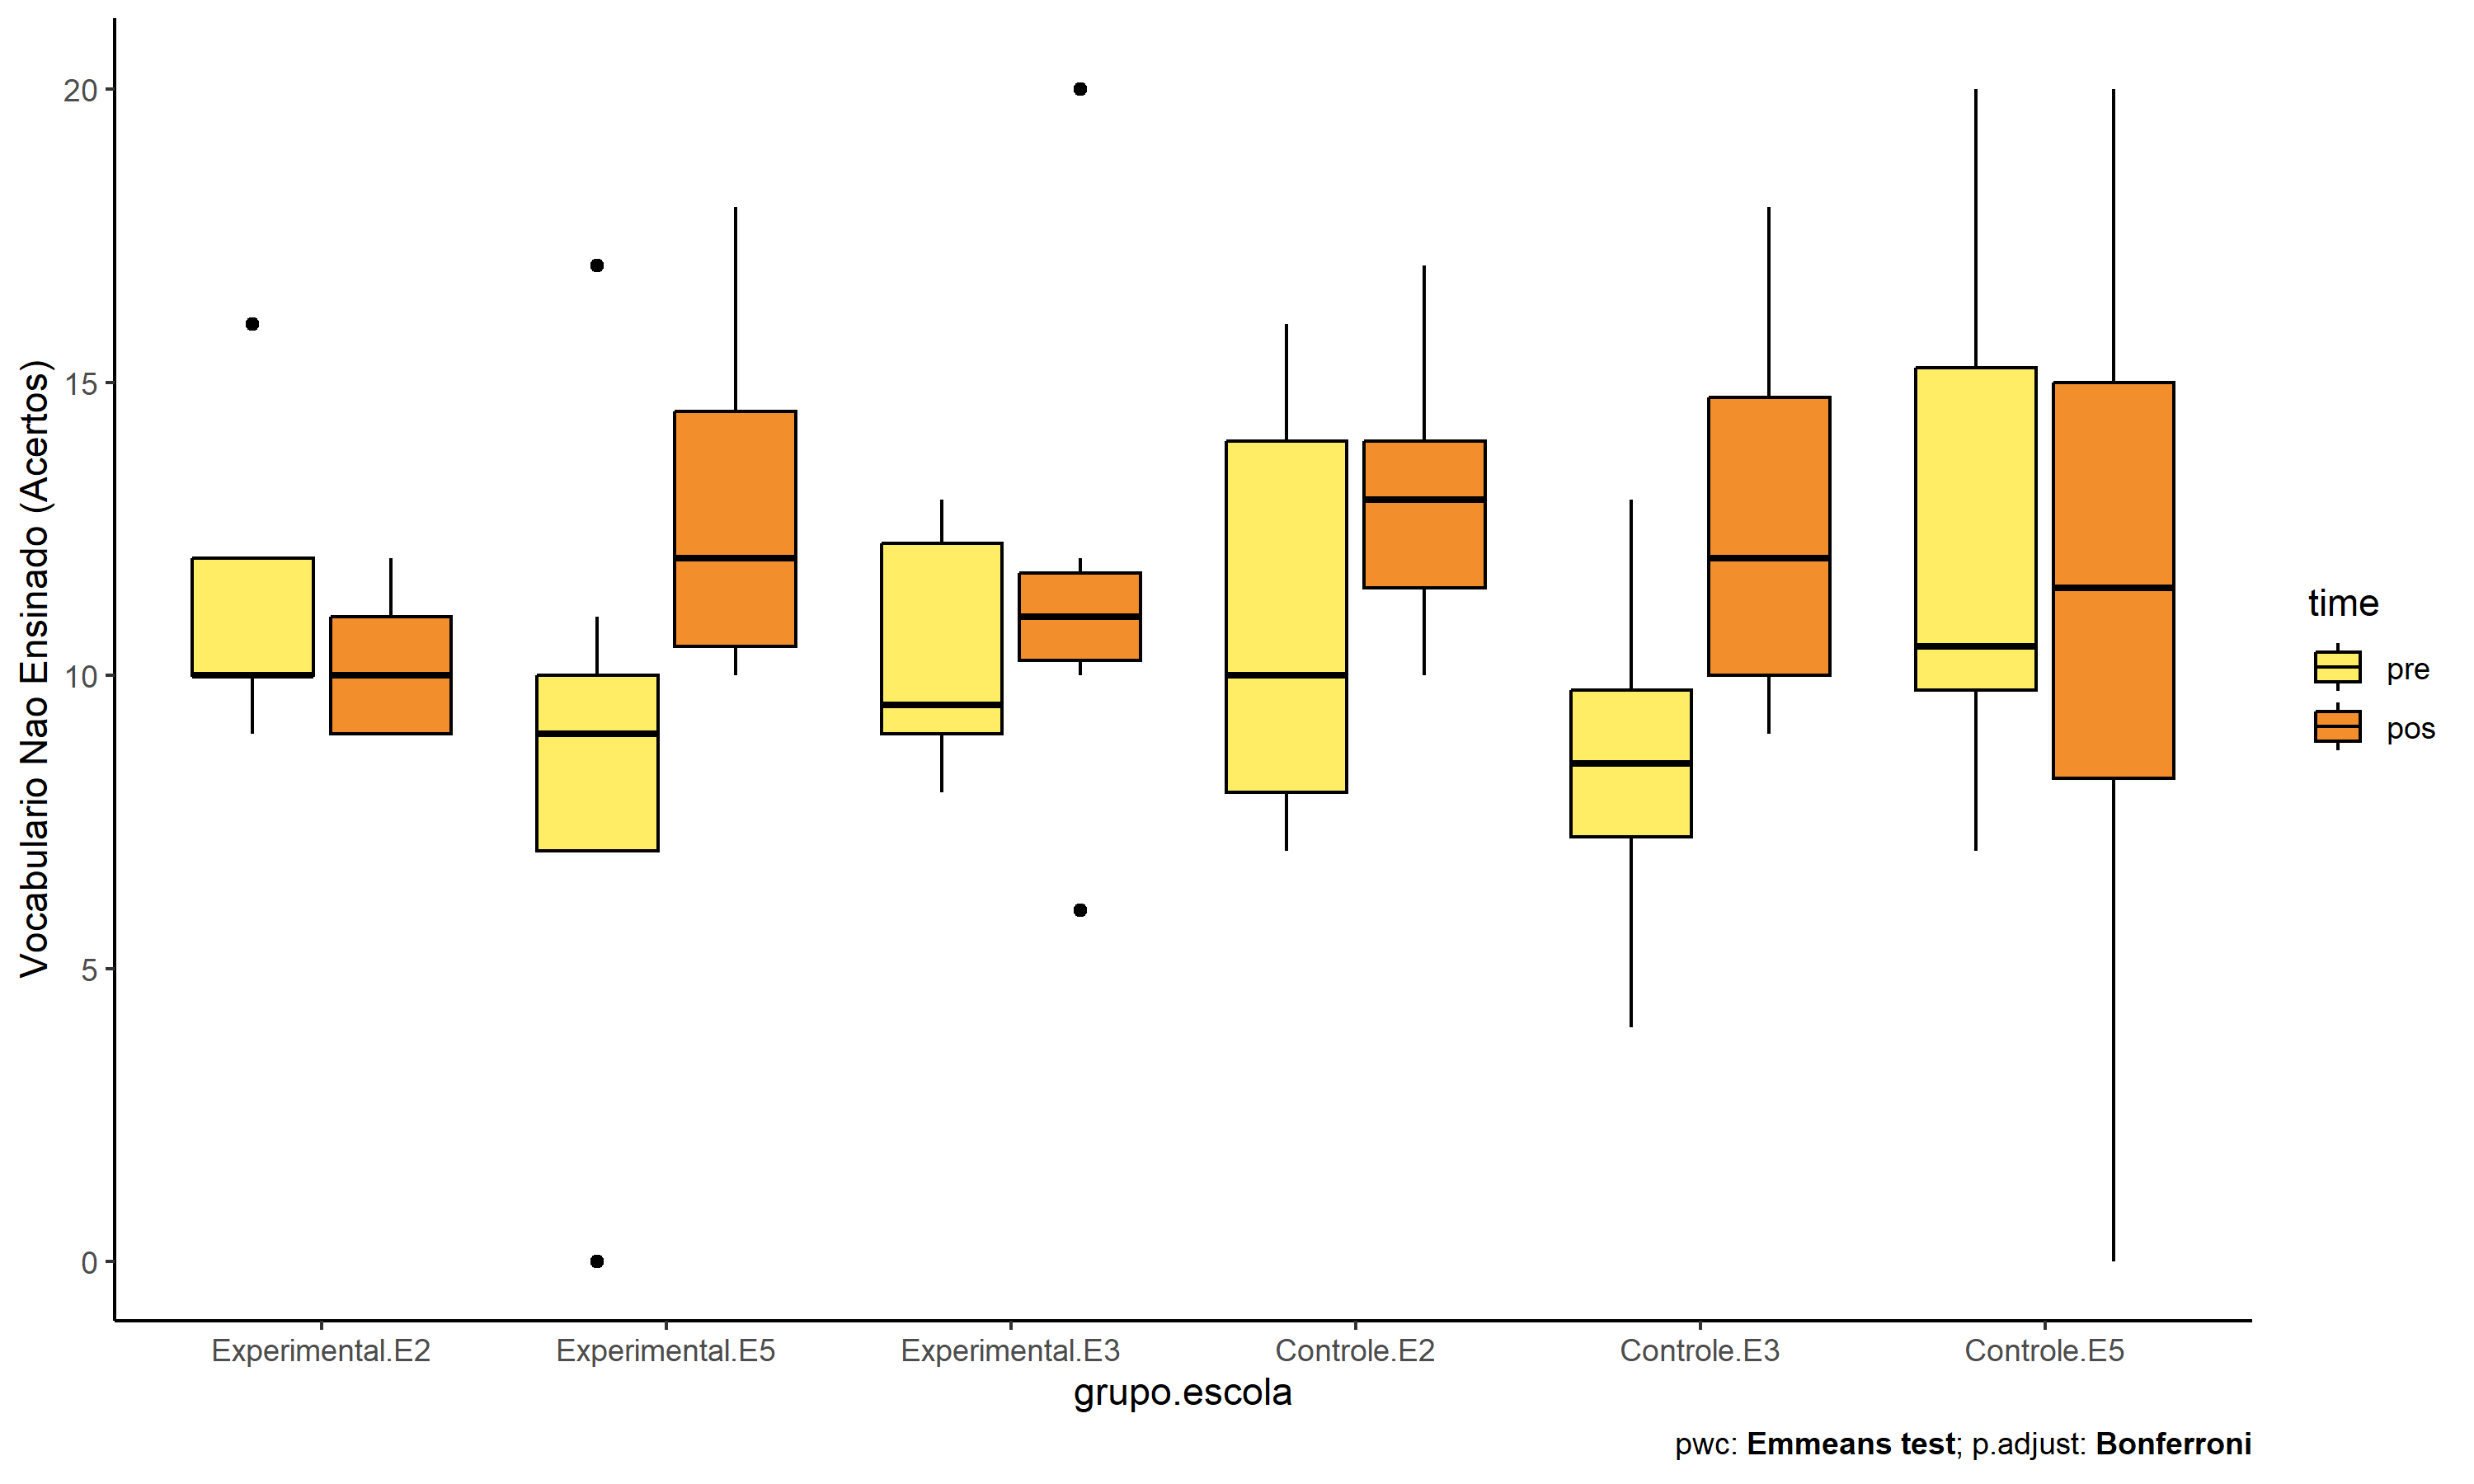 Vocabulario Nao Ensinado (Acertos)
20
15
10
5
0
Experimental.E2
Experimental.E5
Experimental.E3
Controle.E2
Controle.E3
Controle.E5
grupo.escola
time
pre
pos
pwc: Emmeans test; p.adjust: Bonferroni